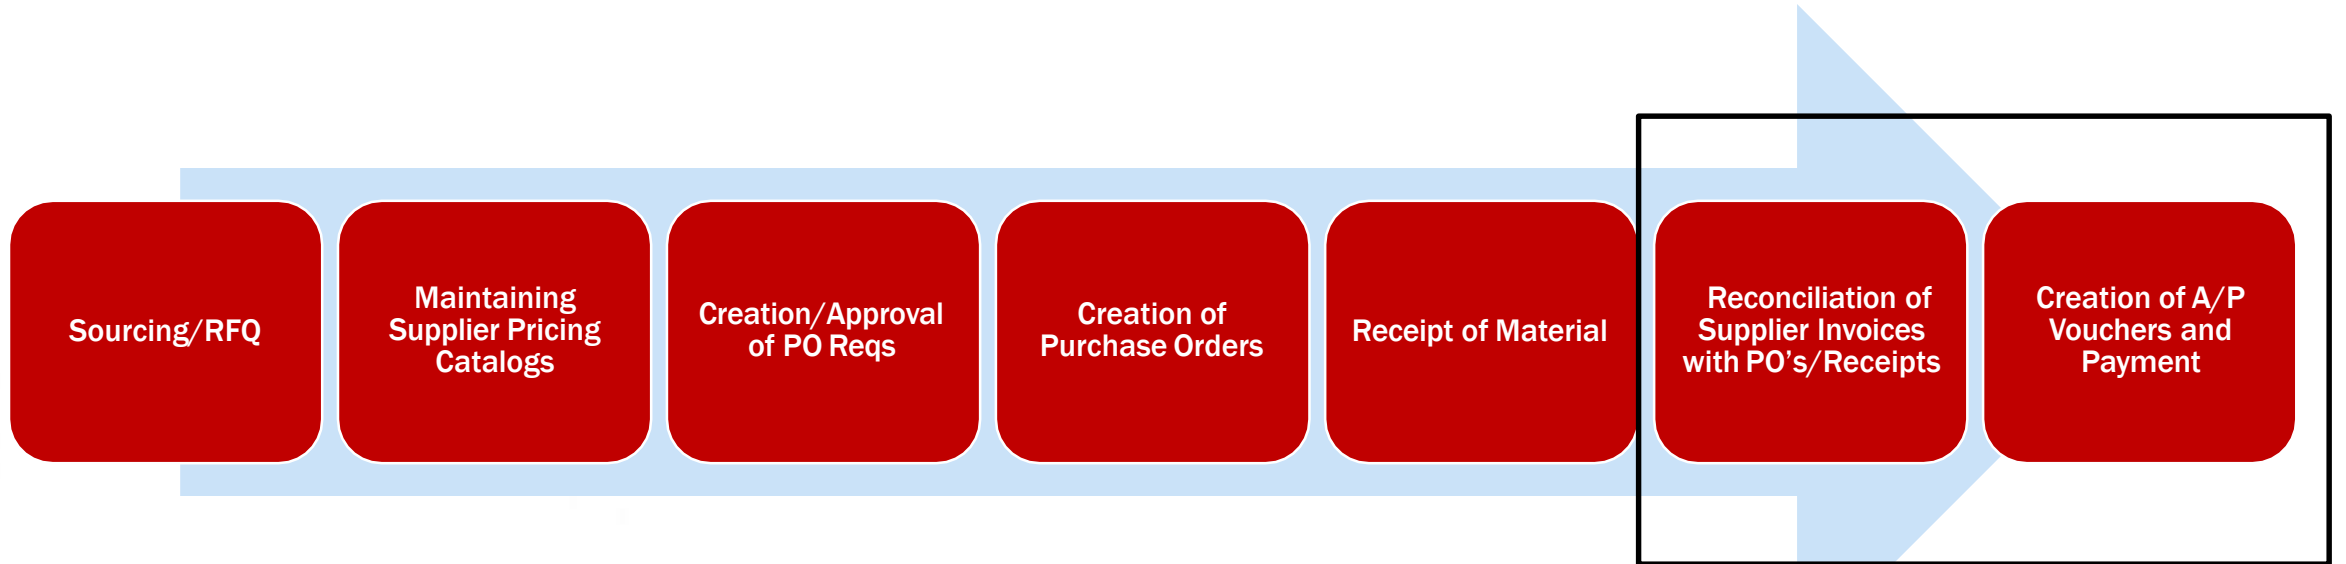 Sourcing/RFQ
Maintaining
Supplier Pricing
Catalogs
Creation/Approval
of PO Reqs
Creation of
Purchase Orders
Receipt of Material
Reconciliation of
Supplier Invoices
with PO’s/Receipts
Creation of A/P
Vouchers and
Payment